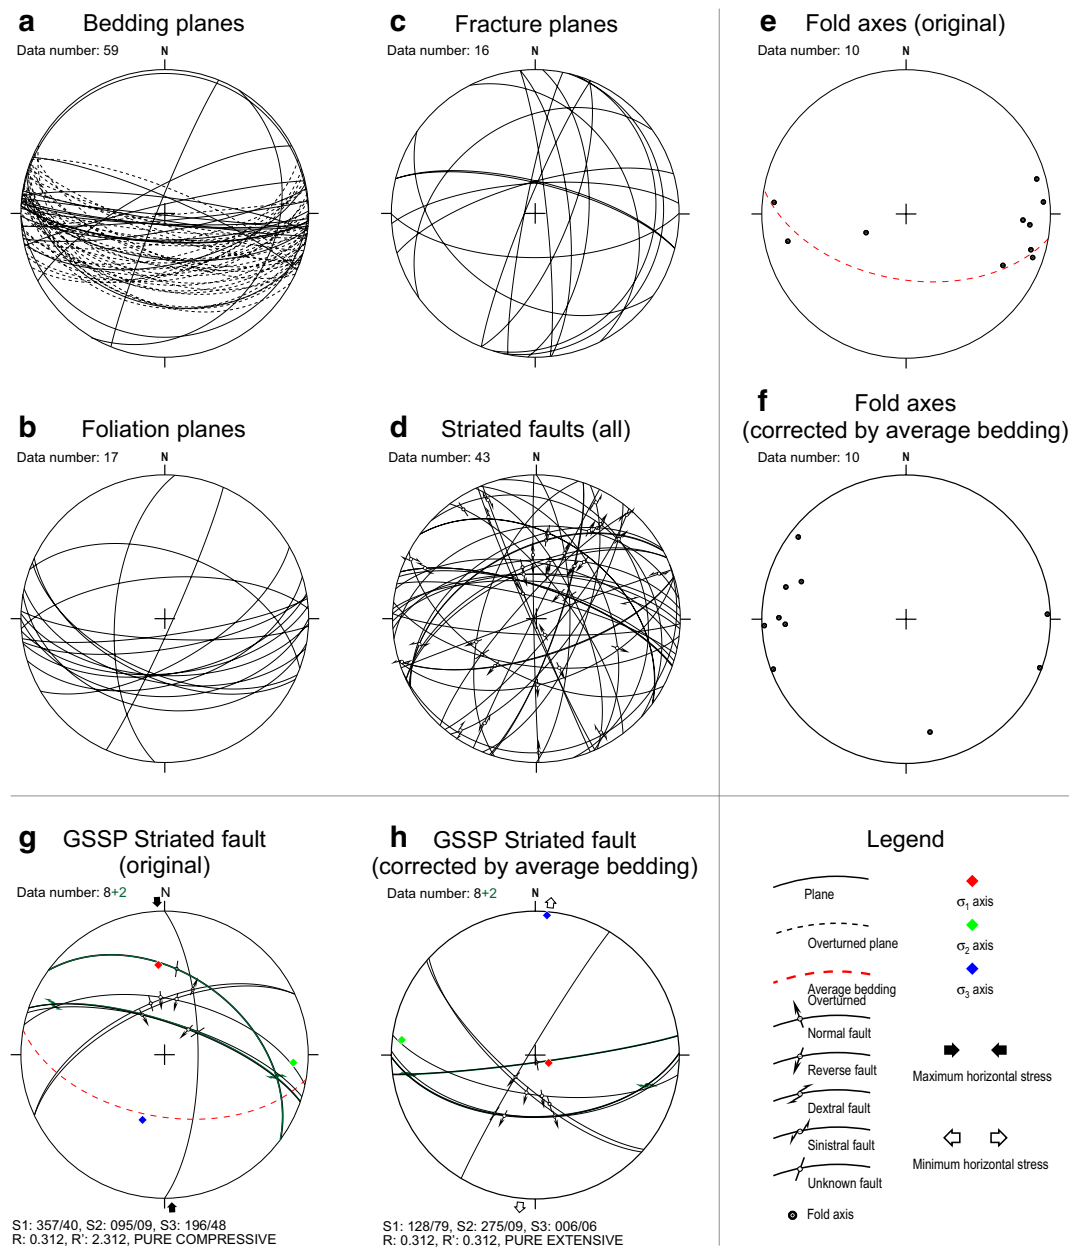 a Bedding planes
Data number: 59
N
c Fracture planes
Data number: 16
N
e Fold axes (original)
Data number: 10
N
b Foliation planes
Data number: 17
N
d Striated faults (all)
Data number: 43
N
f Fold axes
(corrected by average bedding)
Data number: 10
N
g GSSP Striated fault
(original)
Data number: 8+2
N
S1: 357/40, S2: 095/09, S3: 196/48
R: 0.312, R': 2.312, PURE COMPRESSIVE
h GSSP Striated fault
(corrected by average bedding)
Data number: 8+2
N
S1: 128/79, S2: 275/09, S3: 006/06
R: 0.312, R': 0.312, PURE EXTENSIVE
Legend
Plane
Overturned plane
Average bedding
Overturned
Normal fault
Reverse fault
Dextral fault
Sinistral fault
Unknown fault
Fold axis
σ1 axis
σ2 axis
σ3 axis
Maximum horizontal stress
Minimum horizontal stress